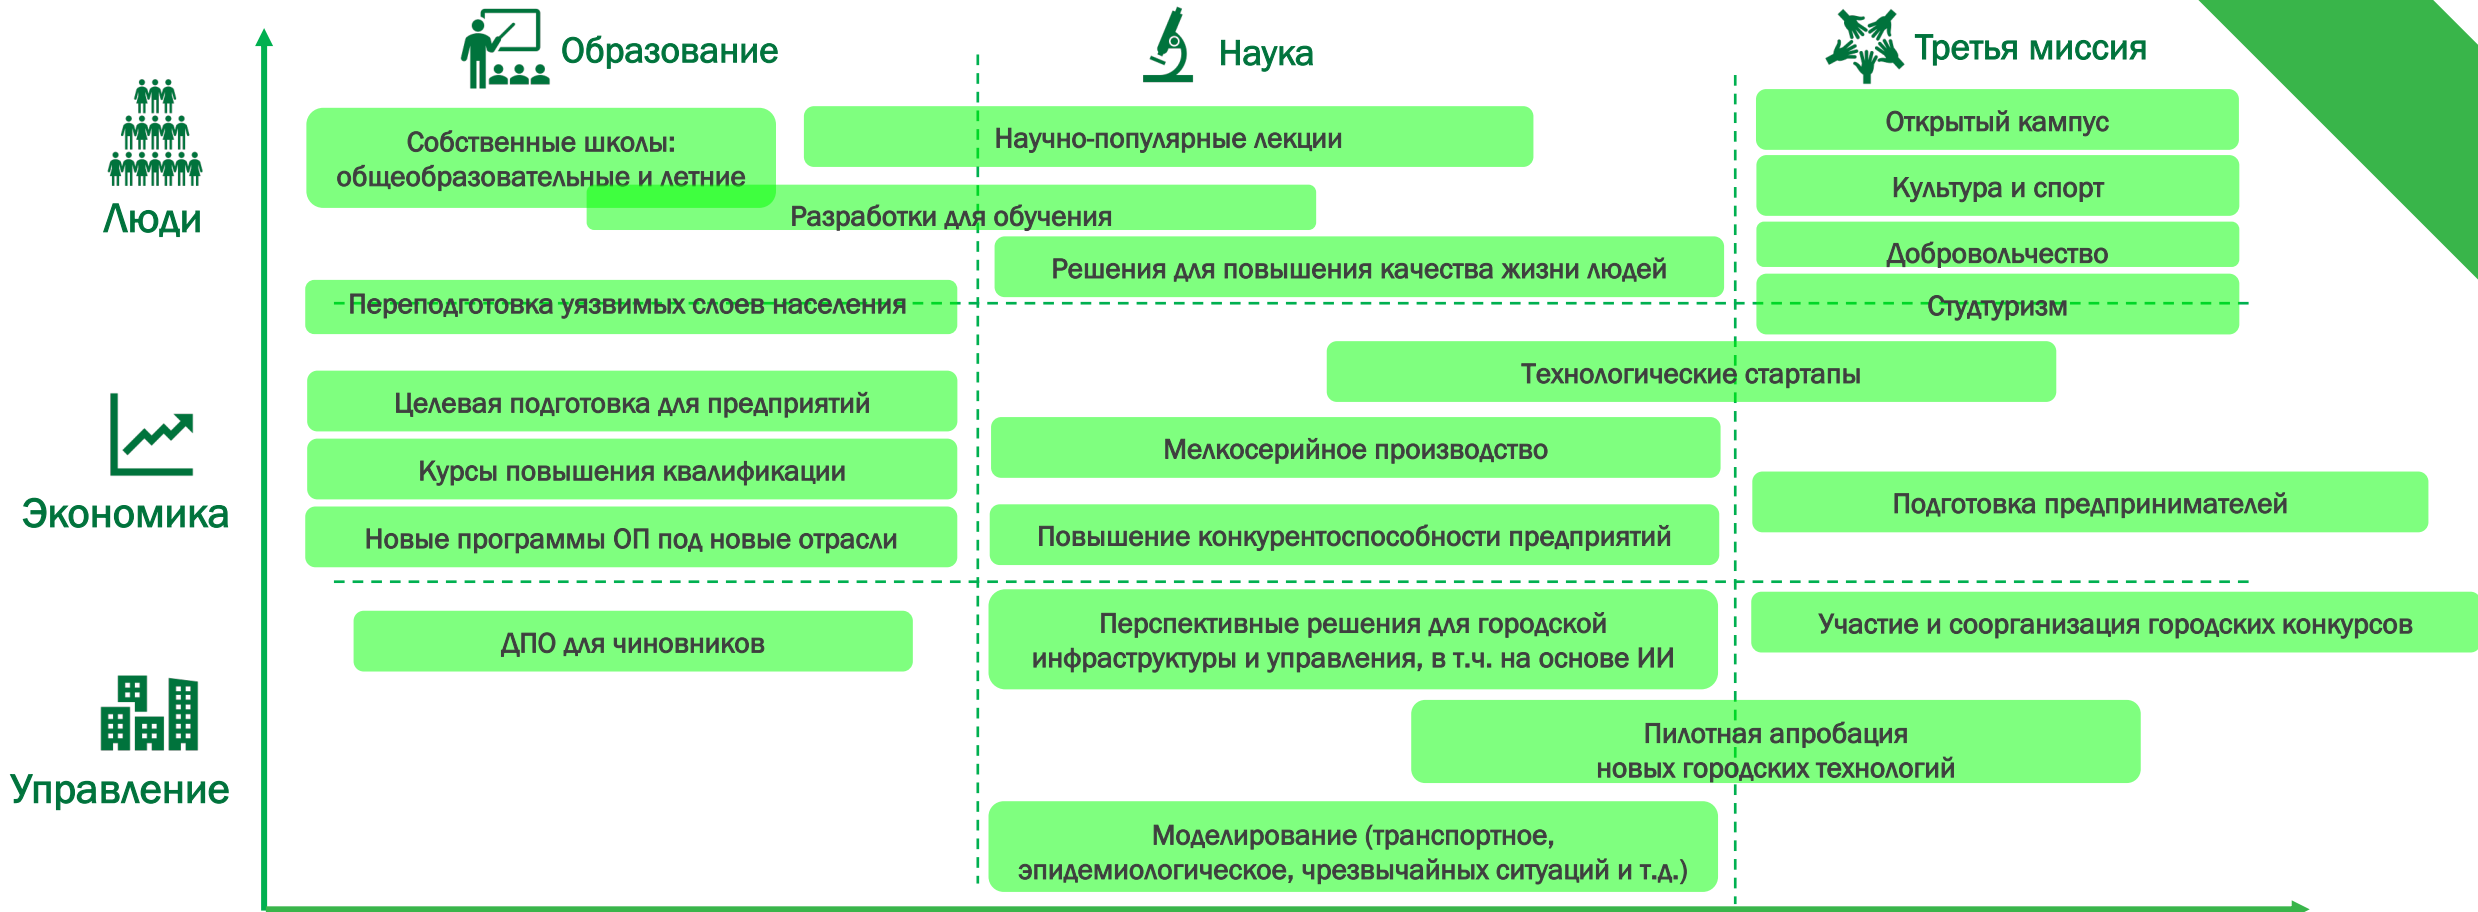 Образование
Наука
Третья миссия
Люди
Собственные школы:
общеобразовательные и летние
Научно-популярные лекции
Открытый кампус
Культура и спорт
Разработки для обучения
Добровольчество
Решения для повышения качества жизни людей
Переподготовка уязвимых слоев населения
Студтуризм
Экономика
Технологические стартапы
Целевая подготовка для предприятий
Мелкосерийное производство
Курсы повышения квалификации
Подготовка предпринимателей
Новые программы ОП под новые отрасли
Повышение конкурентоспособности предприятий
Управление
ДПО для чиновников
Перспективные решения для городской
инфраструктуры и управления, в т.ч. на основе ИИ
Участие и соорганизация городских конкурсов
Пилотная апробация
новых городских технологий
Моделирование (транспортное,
эпидемиологическое, чрезвычайных ситуаций и т.д.)